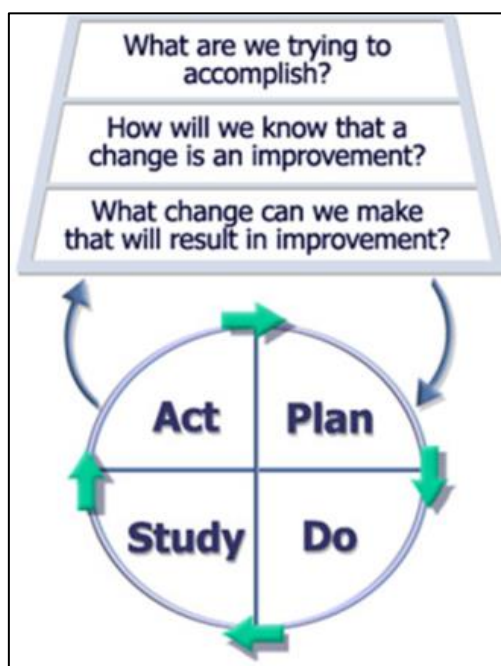 What are we trying to
accomplish?
How will we know that a
change is an improvement?
What change can we make
that will result in improvement?
Act Plan
Study Do